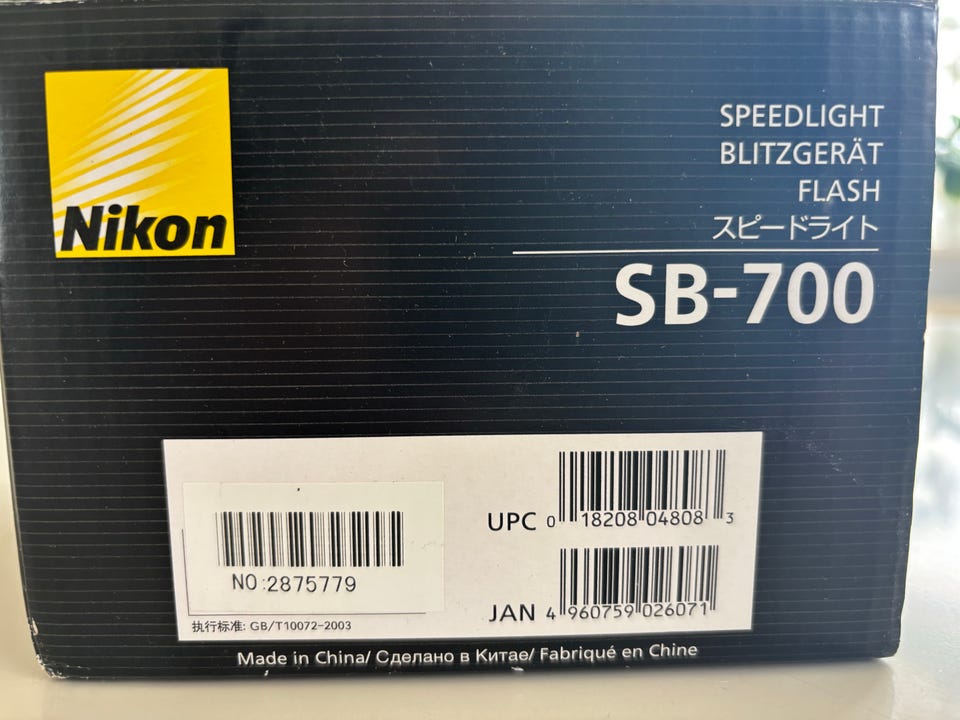 Nikon
SPEEDLIGHT
BLITZGERÄT
FLASH
スピードライト
SB-700
NO:2875779
执行标准: GB/T10072-2003
UPC 0 18208 04808 3
JAN 4 960759 026071
Made in China/ Сделано в Китае/ Fabriqué en Chine